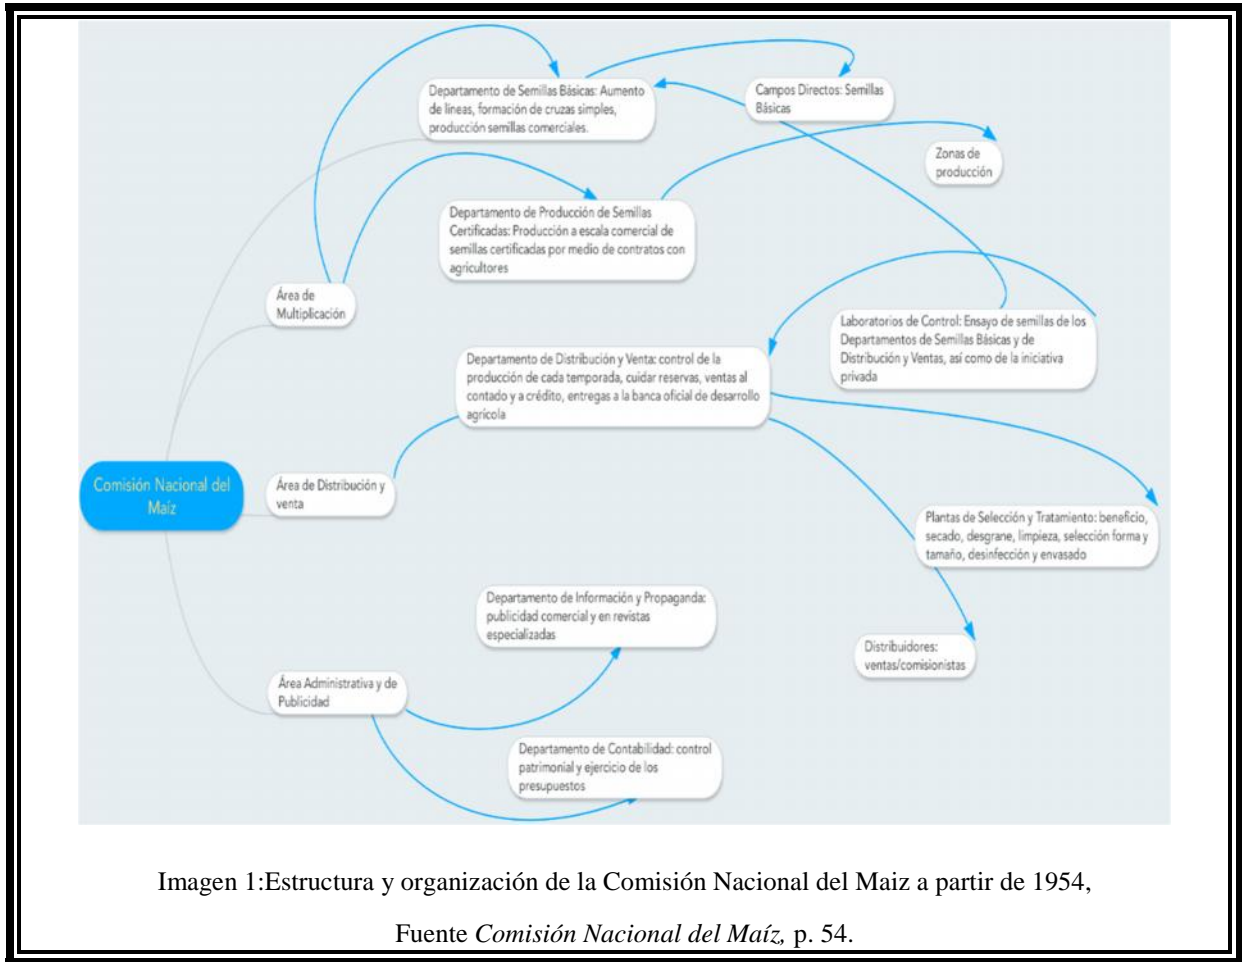 Departamento de Semillas Básicas: Aumento
de líneas, formación de cruzas simples,
producción semillas comerciales.
Campos Directos: Semillas
Básicas
Zonas de
producción
Departamento de Producción de Semillas
Certificadas: Producción a escala comercial de
semillas certificadas por medio de contratos con
agricultores
Área de
Multiplicación
Laboratorios de Control: Ensayo de semillas de los
Departamentos de Semillas Básicas y de
Distribución y Ventas, así como de la iniciativa
privada
Departamento de Distribución y Venta: control de la
producción de cada temporada, cuidar reservas, ventas al
contado y a crédito, entregas a la banca oficial de desarrollo
agrícola
Comisión Nacional del
Maíz
Área de Distribución y
venta
Plantas de Selección y Tratamiento: beneficio,
secado, desgrane, limpieza, selección forma y
tamaño, desinfección y envasado
Departamento de Información y Propaganda:
publicidad comercial y en revistas
especializadas
Distribuidores:
ventas/comisionistas
Área Administrativa y de
Publicidad
Departamento de Contabilidad: control
patrimonial y ejercicio de los
presupuestos
Imagen 1:Estructura y organización de la Comisión Nacional del Maiz a partir de 1954,
Fuente Comisión Nacional del Maíz, p. 54.